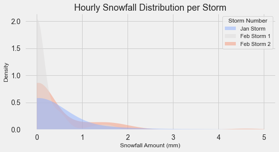 Hourly Snowfall Distribution per Storm
Storm Number
Jan Storm
Feb Storm 1
Feb Storm 2
Density
2.0
1.5
1.0
0.5
0.0
0
1
2
3
4
5
Snowfall Amount (mm)